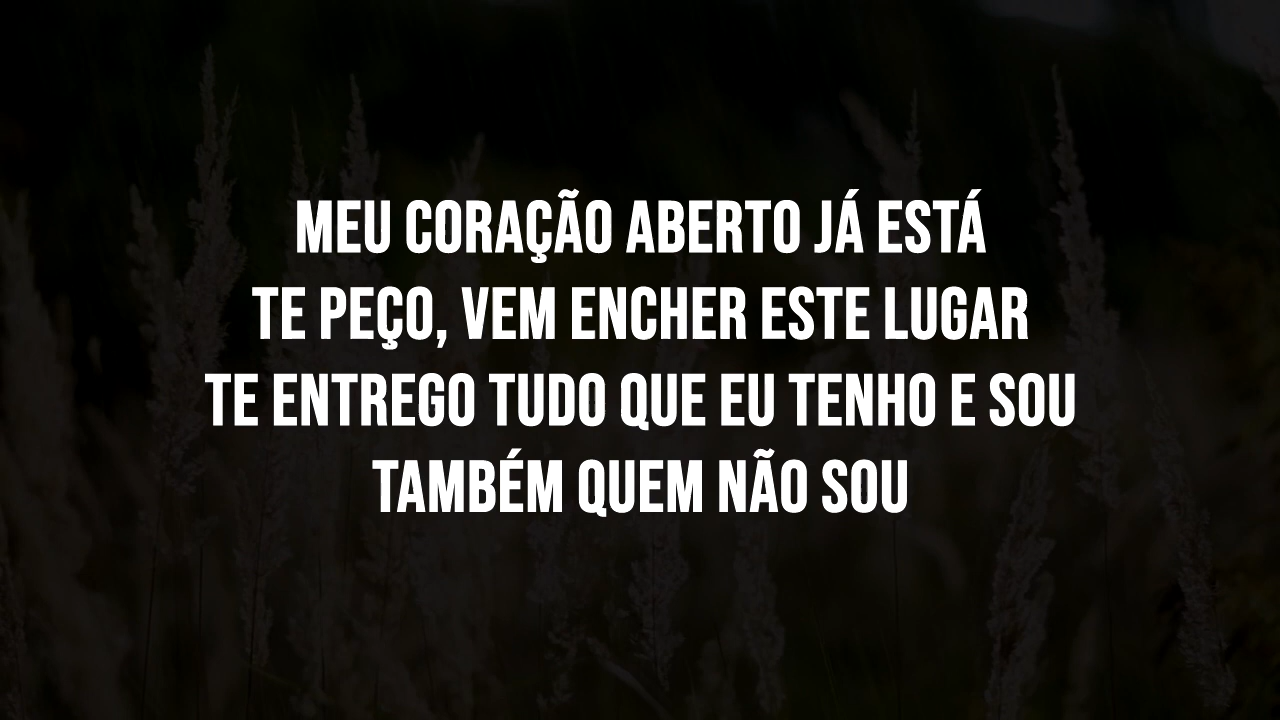 MEU CORAÇÃO ABERTO JÁ ESTÁ
TE PEÇO, VEM ENCHER ESTE LUGAR
TE ENTREGO TUDO QUE EU TENHO E SOU
TAMBÉM QUEM NÃO SOU